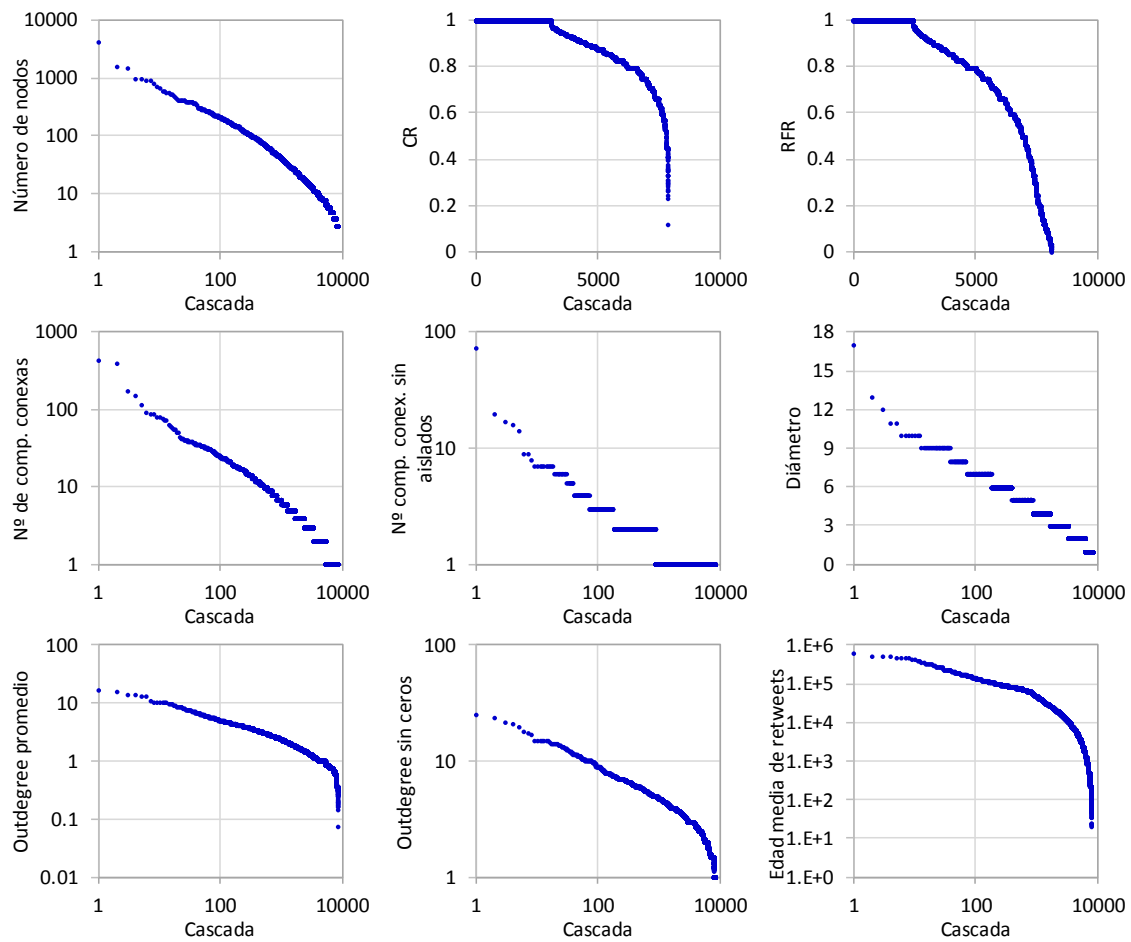 Número de nodos
10000
1000
100
10
1
1 100 10000
Cascada
CR
1
0.8
0.6
0.4
0.2
0
0 5000 10000
Cascada
RFR
1
0.8
0.6
0.4
0.2
0
0 5000 10000
Cascada
Nº de comp. conexas
1000
100
10
1
1 100 10000
Cascada
Nº comp. conex. sin
aislados
100
10
1
1 100 10000
Cascada
Diámetro
18
15
12
9
6
3
0
1 100 10000
Cascada
Outdegree promedio
100
10
1
0.1
0.01
1 100 10000
Cascada
Outdegree sin ceros
100
10
1
1 100 10000
Cascada
Edad media de retweets
1.E+6
1.E+5
1.E+4
1.E+3
1.E+2
1.E+1
1.E+0
1 100 10000
Cascada